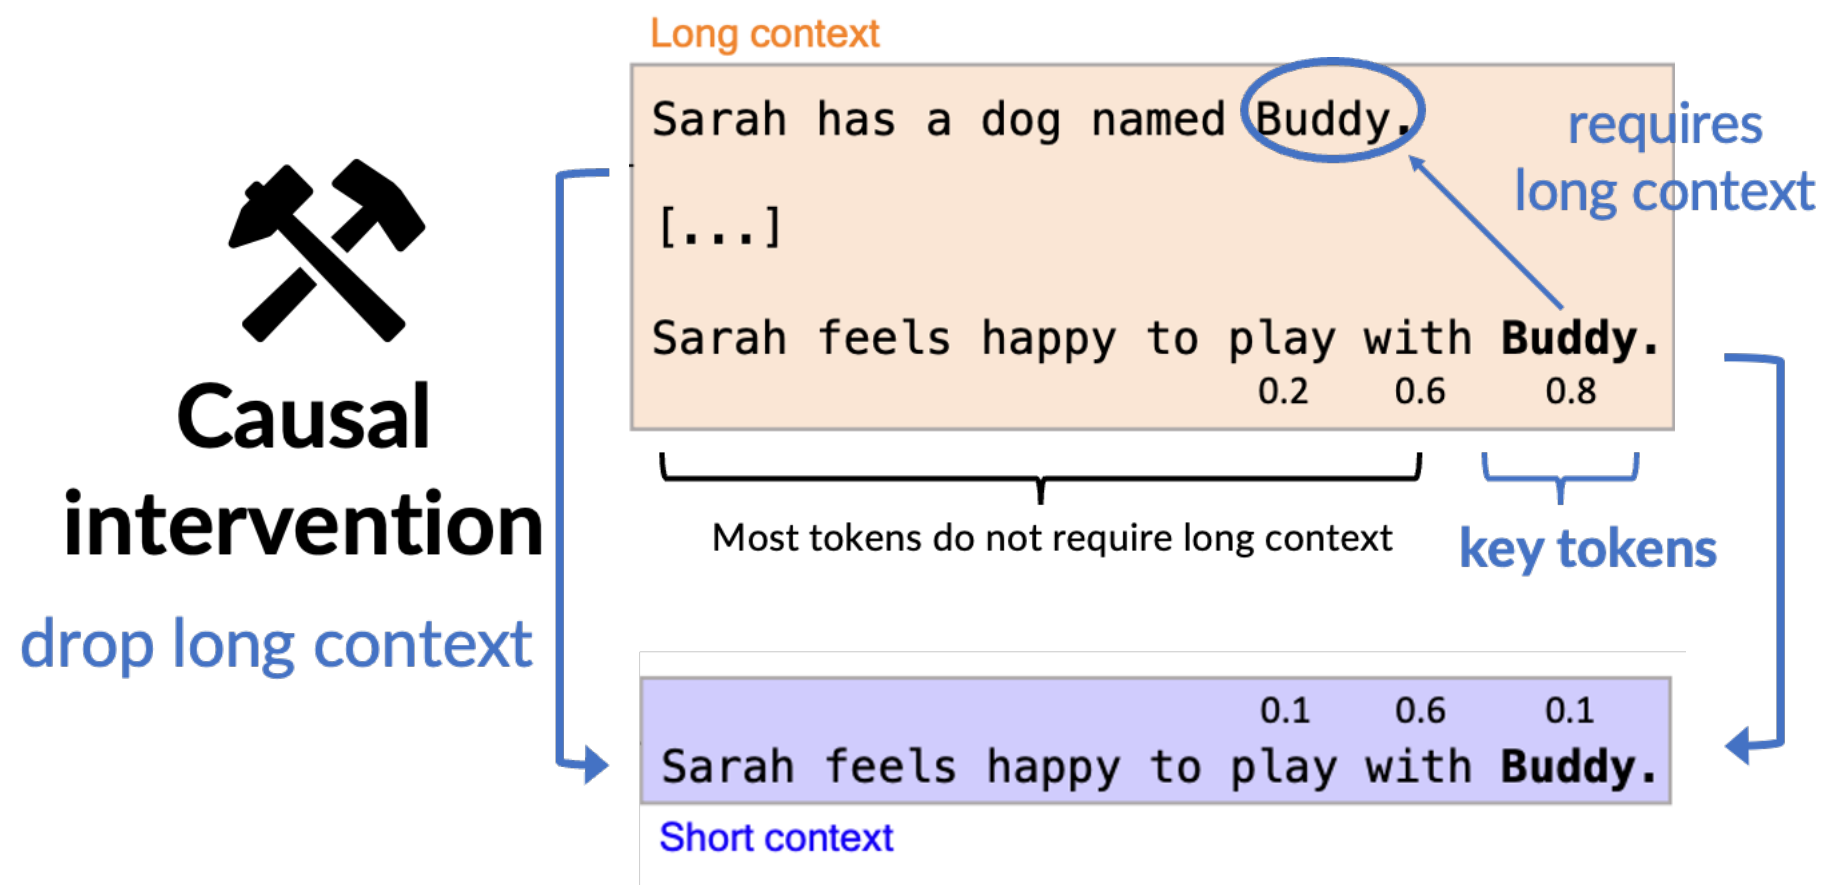 Long context
Sarah has a dog named Buddy.
requires
long context
[...]
Sarah feels happy to play with Buddy.
0.2 0.6 0.8
Causal
intervention
drop long context
Most tokens do not require long context
key tokens
0.1 0.6 0.1
Sarah feels happy to play with Buddy.
Short context